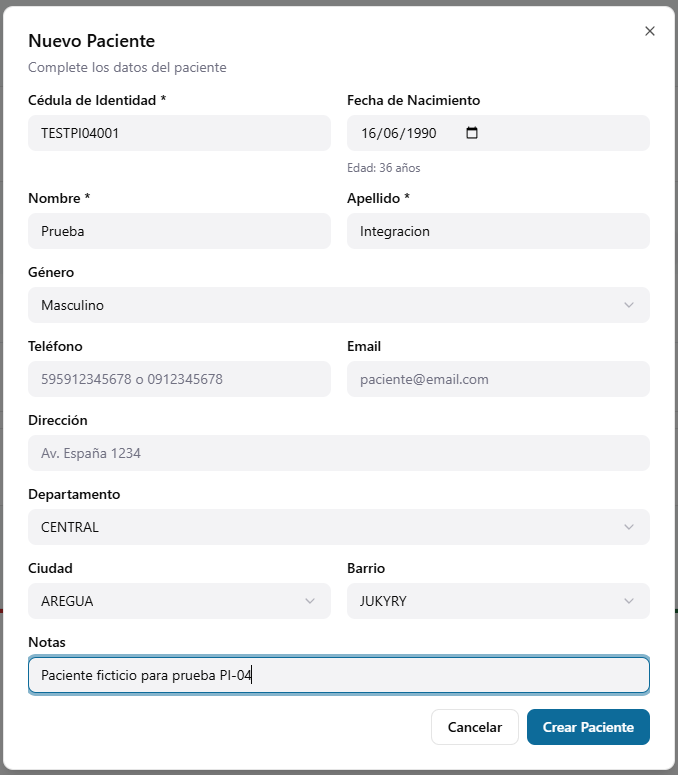 Nuevo Paciente
Complete los datos del paciente
Cédula de Identidad *
Fecha de Nacimiento
TESTPI04001
16/06/1990
Edad: 36 años
Nombre *
Apellido *
Prueba
Integracion
Género
Masculino
Teléfono
Email
595912345678 o 0912345678
paciente@email.com
Dirección
Av. España 1234
Departamento
CENTRAL
Ciudad
Barrio
AREGUA
JUKYRY
Notas
Paciente ficticio para prueba PI-04
Cancelar
Crear Paciente